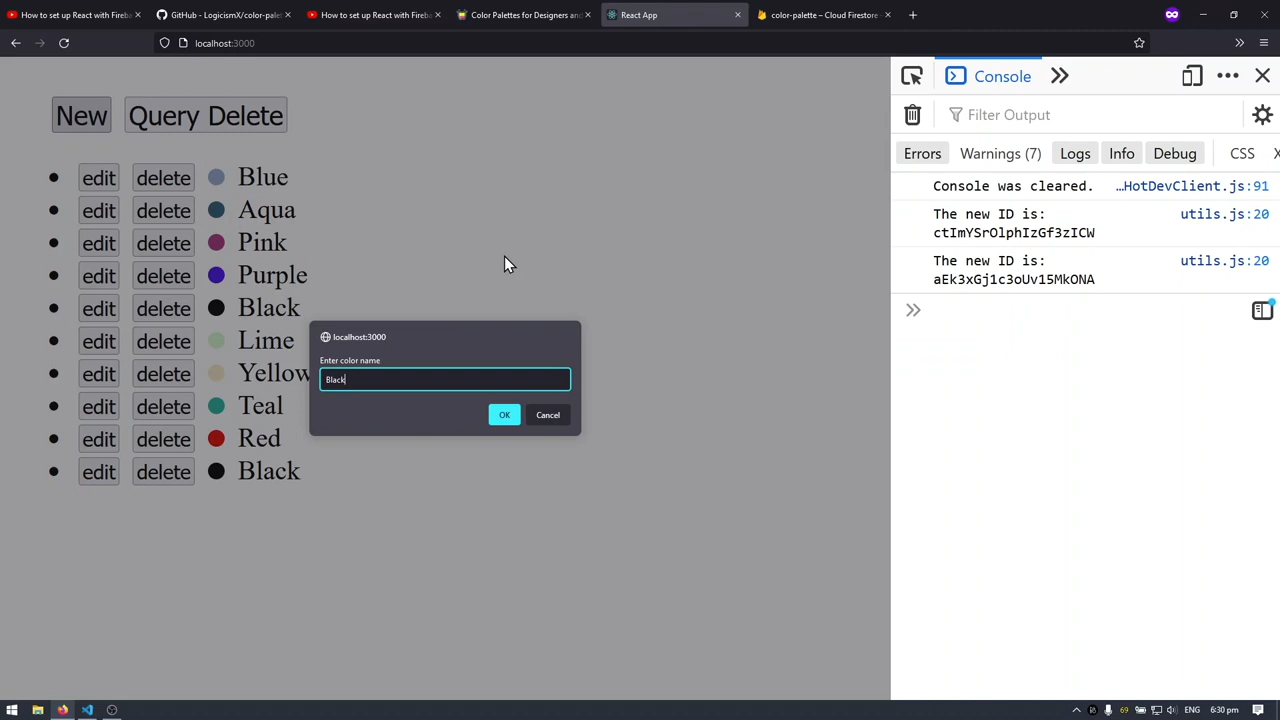 How to set up React with Fireba
GitHub - LogicismX/color-pale
How to set up React with Fireba
Color Palettes for Designers and
React App
color-palette – Cloud Firestore
localhost:3000
New
Query Delete
edit delete Blue
edit delete Aqua
edit delete Pink
edit delete Purple
edit delete Black
edit delete Lime
edit delete Yellow
edit delete Teal
edit delete Red
edit delete Black
localhost:3000
Enter color name
Black
OK
Cancel
Console
Filter Output
Errors
Warnings (7)
Logs
Info
Debug
CSS
X
Console was cleared. …HotDevClient.js:91
The new ID is: utils.js:20
ctImYSrOlphIzGf3zICW
The new ID is: utils.js:20
aEk3xGj1c3oUv15MkONA
69
ENG
6:30 pm